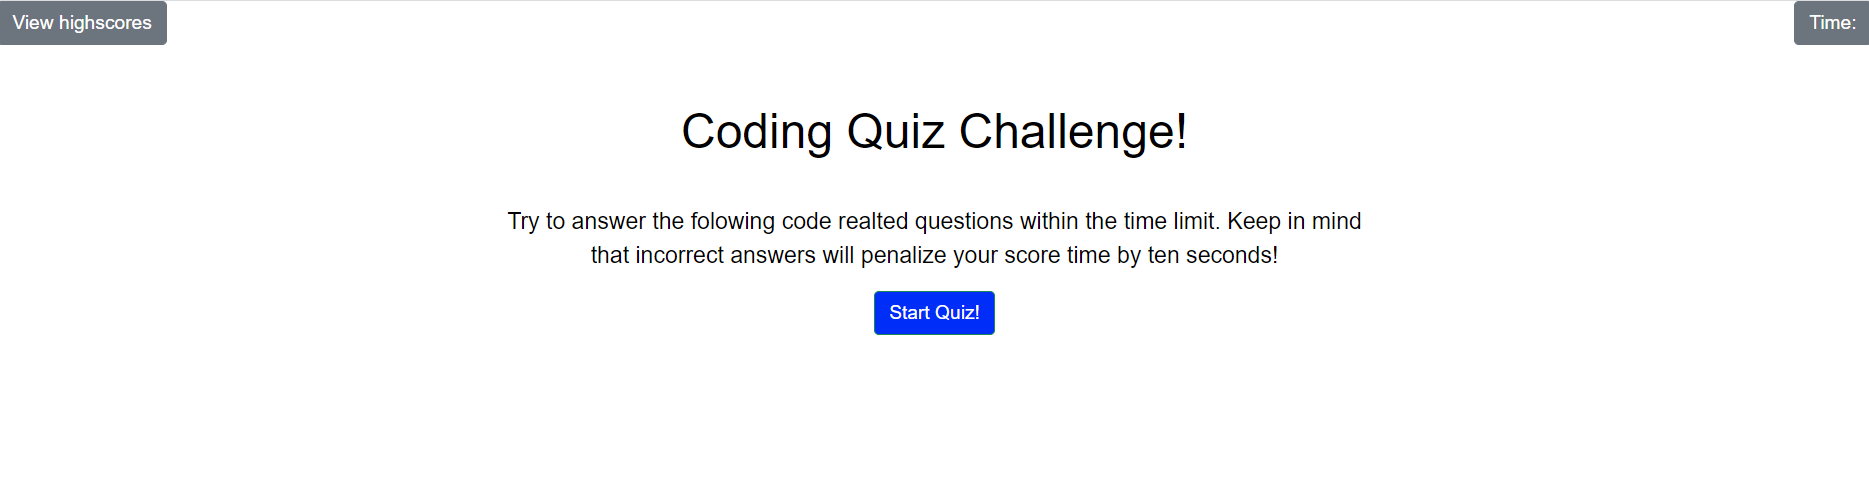 View highscores
Time:
Coding Quiz Challenge!
Try to answer the folowing code realted questions within the time limit. Keep in mind
that incorrect answers will penalize your score time by ten seconds!
Start Quiz!